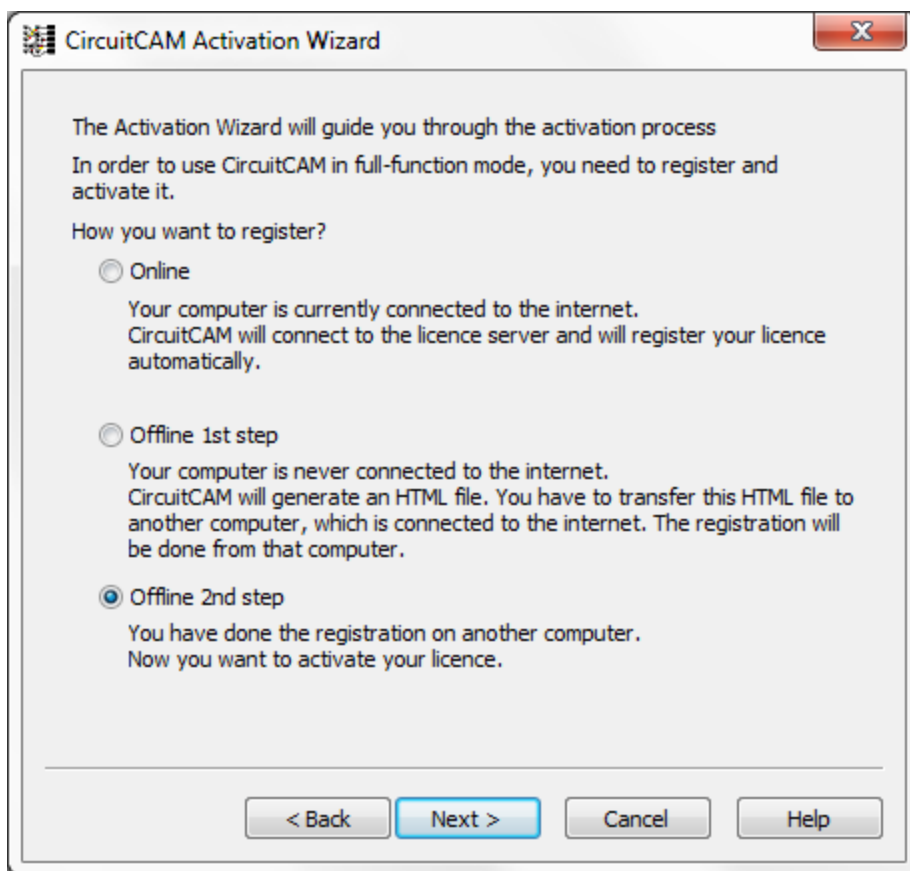 CircuitCAM Activation Wizard
The Activation Wizard will guide you through the activation process
In order to use CircuitCAM in full-function mode, you need to register and
activate it.
How you want to register?
Online
Your computer is currently connected to the internet.
CircuitCAM will connect to the licence server and will register your licence
automatically.
Offline 1st step
Your computer is never connected to the internet.
CircuitCAM will generate an HTML file. You have to transfer this HTML file to
another computer, which is connected to the internet. The registration will
be done from that computer.
Offline 2nd step
You have done the registration on another computer.
Now you want to activate your licence.
< Back Next > Cancel Help